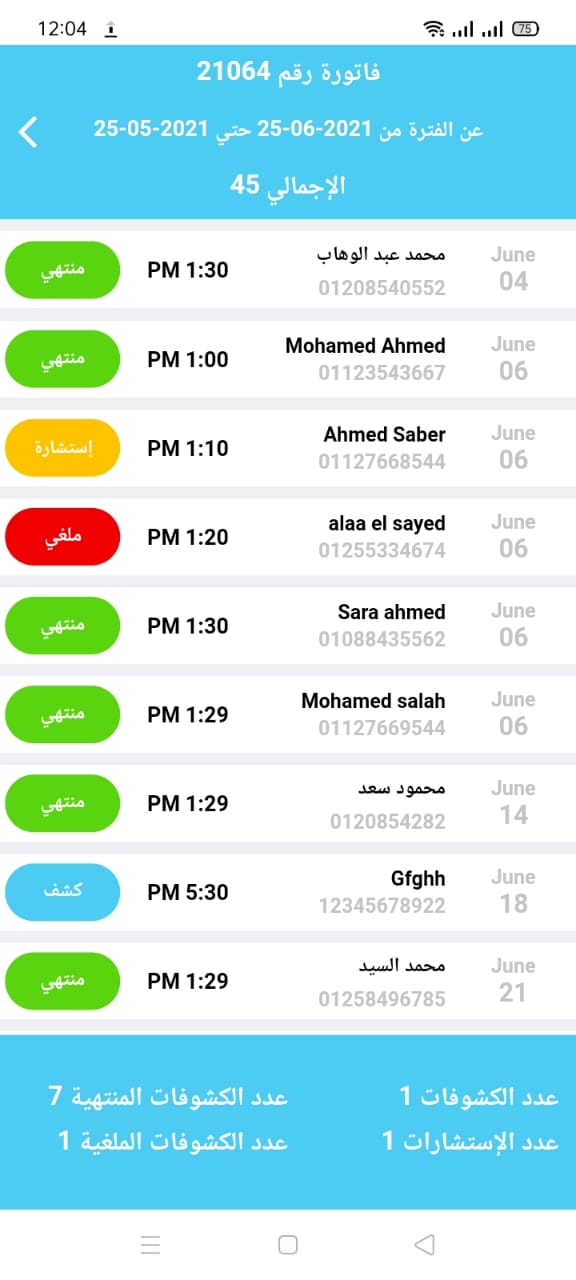 12:04
75
فاتورة رقم 21064
عن الفترة من 2021-06-25 حتي 2021-05-25
الإجمالي 45
June
04
محمد عبد الوهاب
01208540552
PM 1:30
منتهي
June
06
Mohamed Ahmed
01123543667
PM 1:00
منتهي
June
06
Ahmed Saber
01127668544
PM 1:10
إستشارة
June
06
alaa el sayed
01255334674
PM 1:20
ملغي
June
06
Sara ahmed
01088435562
PM 1:30
منتهي
June
06
Mohamed salah
01127669544
PM 1:29
منتهي
June
14
محمود سعد
0120854282
PM 1:29
منتهي
June
18
Gfghh
12345678922
PM 5:30
كشف
June
21
محمد السيد
01258496785
PM 1:29
منتهي
عدد الكشوفات 1
عدد الكشوفات المنتهية 7
عدد الإستشارات 1
عدد الكشوفات الملغية 1